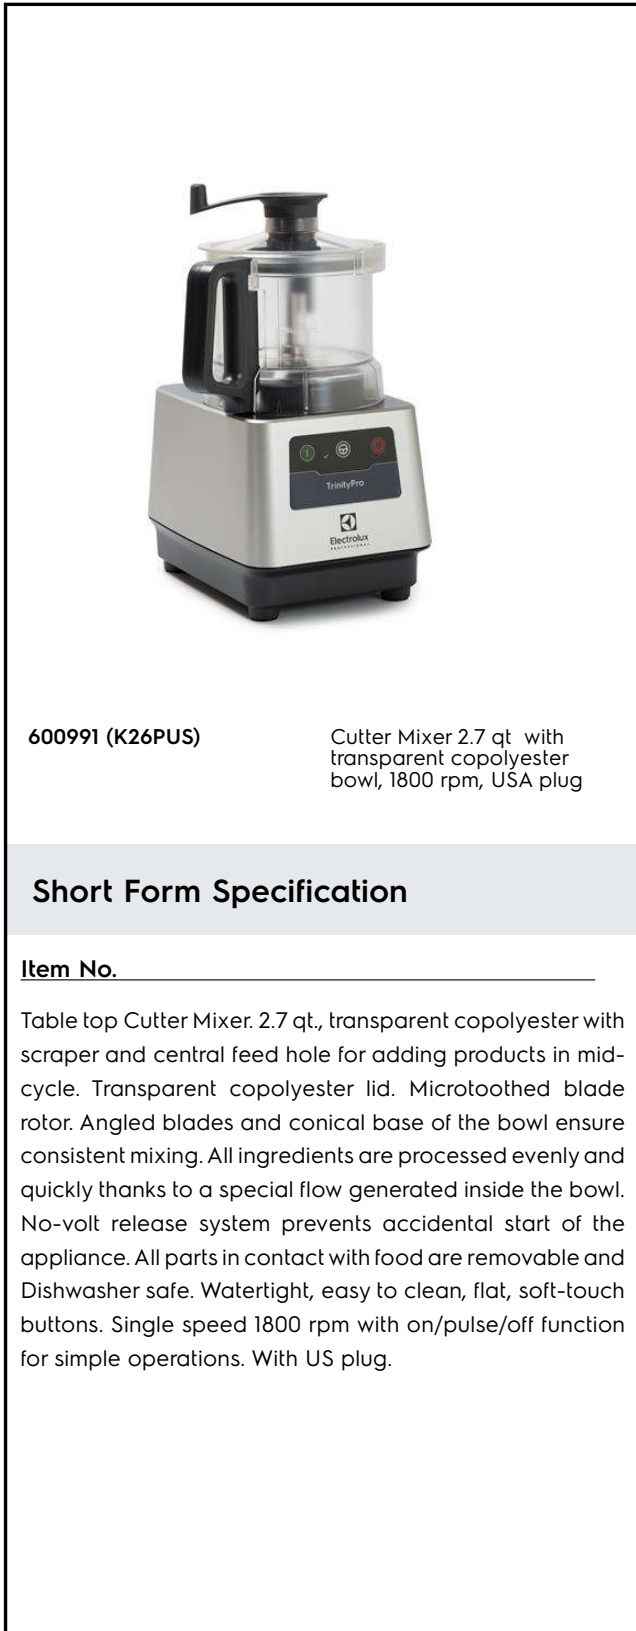 TrinityPro
Electrolux
PROFESSIONAL
600991 (K26PUS)
Cutter Mixer 2.7 qt  with
transparent copolyester
bowl, 1800 rpm, USA plug
Short Form Specification
Item No.
Table top Cutter Mixer. 2.7 qt., transparent copolyester with
scraper and central feed hole for adding products in mid-
cycle. Transparent copolyester lid. Microtoothed blade
rotor. Angled blades and conical base of the bowl ensure
consistent mixing. All ingredients are processed evenly and
quickly thanks to a special flow generated inside the bowl.
No-volt release system prevents accidental start of the
appliance. All parts in contact with food are removable and
Dishwasher safe. Watertight, easy to clean, flat, soft-touch
buttons. Single speed 1800 rpm with on/pulse/off function
for simple operations. With US plug.